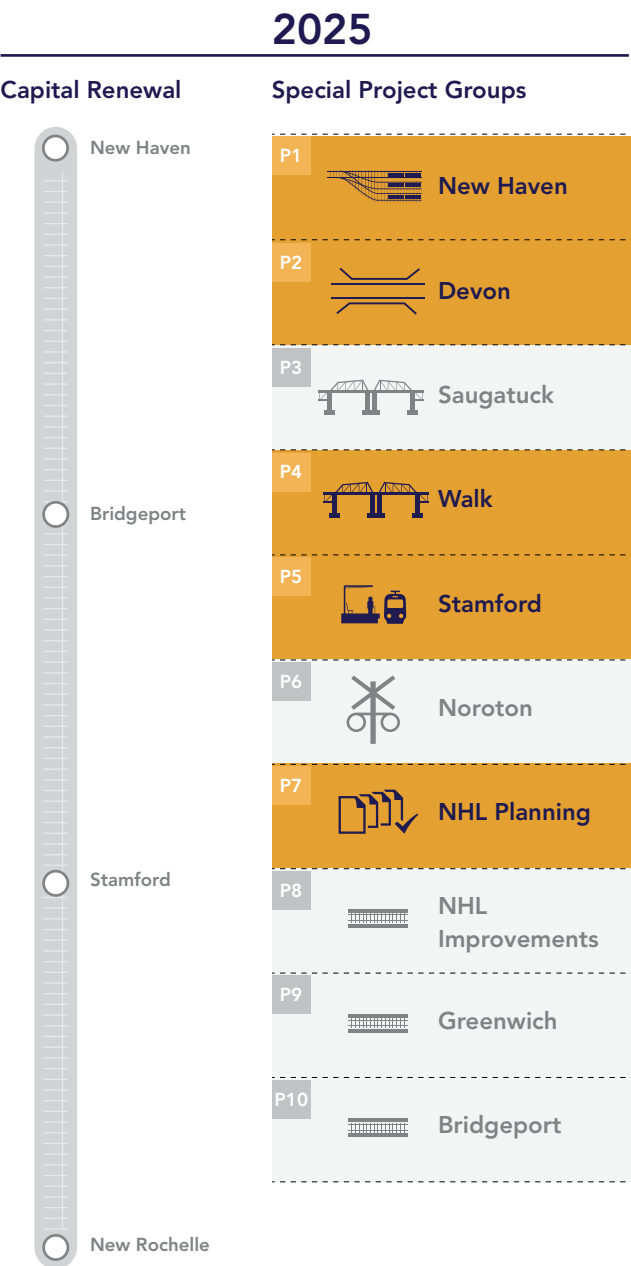 2025
Capital Renewal
Special Project Groups
New Haven
Bridgeport
Stamford
New Rochelle
P1
New Haven
P2
Devon
P3
Saugatuck
P4
Walk
P5
Stamford
P6
Noroton
P7
NHL Planning
P8
NHL
Improvements
P9
Greenwich
P10
Bridgeport